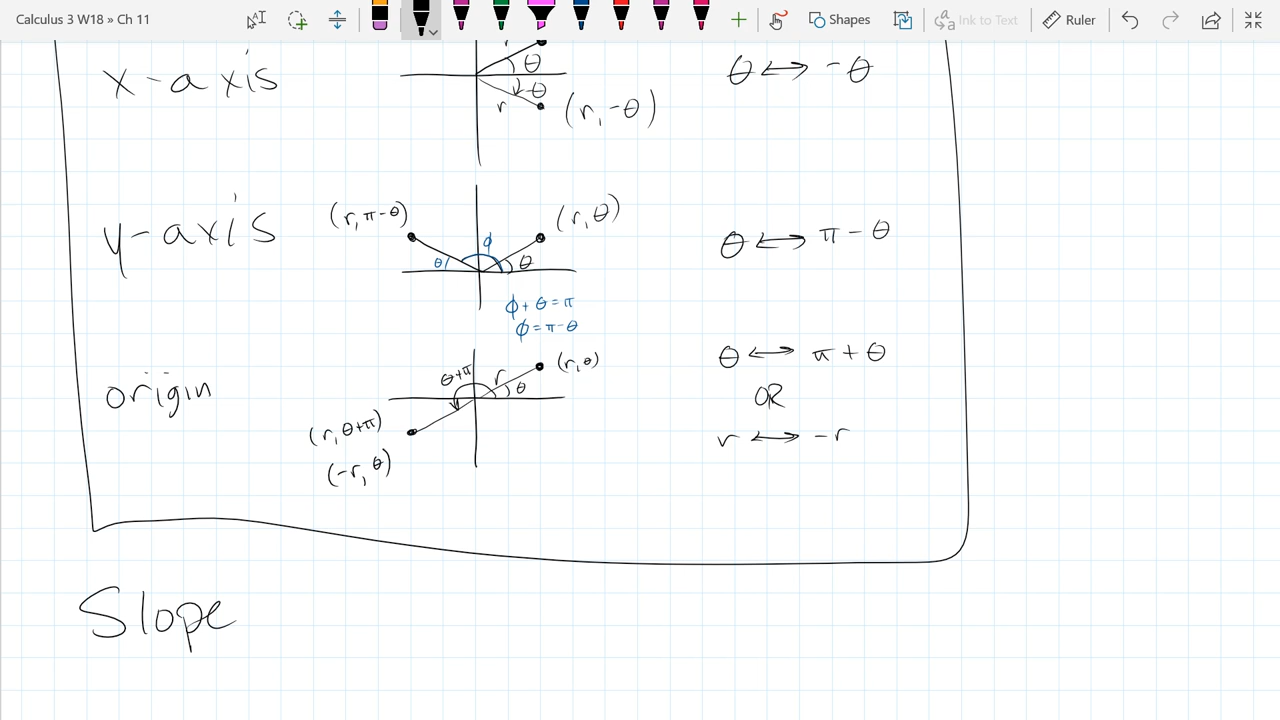 Calculus 3 W18 » Ch 11
Shapes
Ink to Text
Ruler
x-axis
r
θ
θ ↔ -θ
-θ
r
(r, -θ)
y-axis
(r, π-θ)
(r, θ)
φ
θ
θ
θ ↔ π - θ
φ + θ = π
φ = π-θ
origin
θ+π
r
θ
(r, θ)
θ ↔ π + θ
OR
r ↔ -r
(r, θ+π)
(-r, θ)
Slope